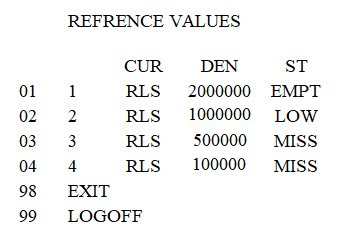 REFRENCE VALUES
CUR DEN ST
01 1 RLS 2000000 EMPT
02 2 RLS 1000000 LOW
03 3 RLS 500000 MISS
04 4 RLS 100000 MISS
98 EXIT
99 LOGOFF